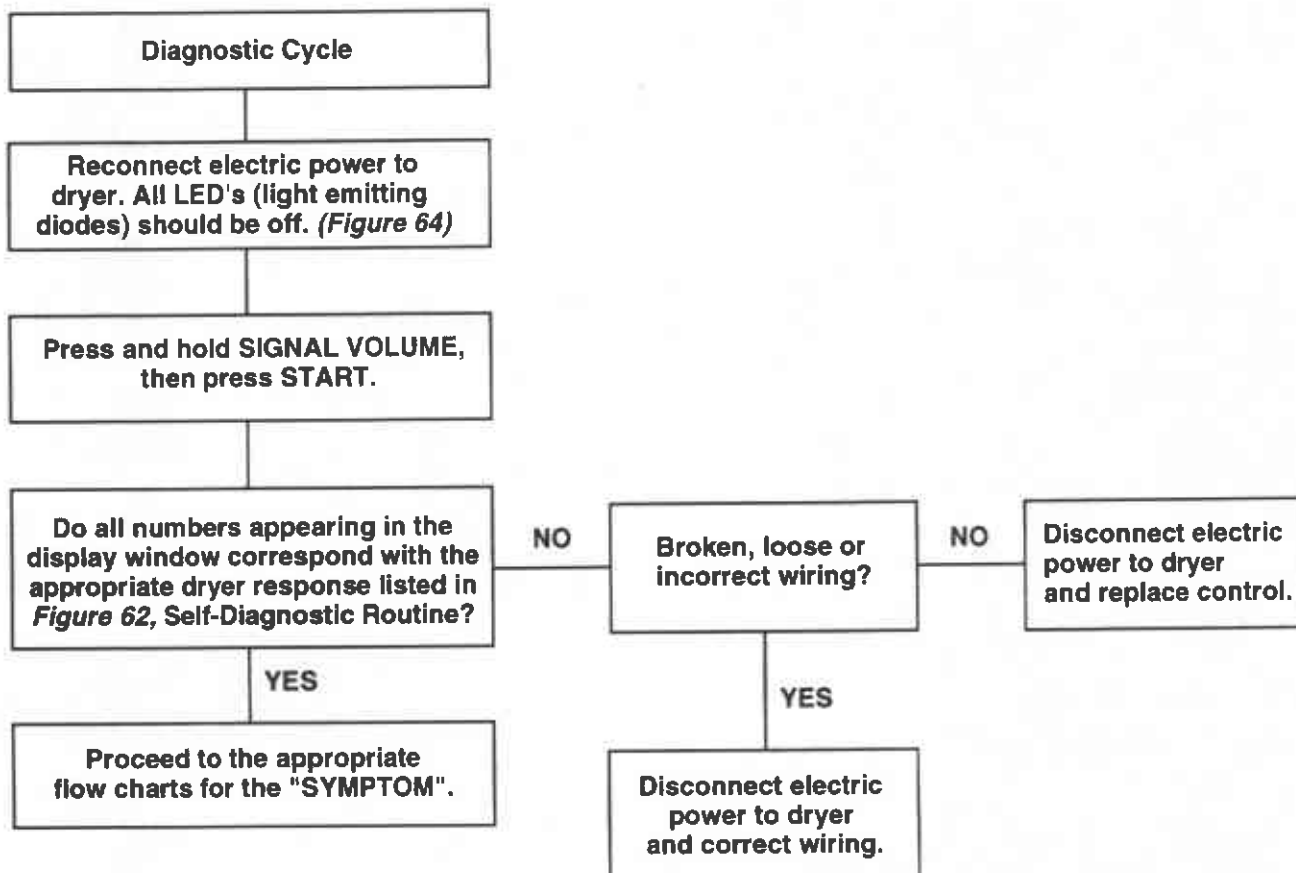 Diagnostic Cycle
Reconnect electric power to
dryer. All LED's (light emitting
diodes) should be off. (Figure 64)
Press and hold SIGNAL VOLUME,
then press START.
Do all numbers appearing in the
display window correspond with the
appropriate dryer response listed in
Figure 62, Self-Diagnostic Routine?
NO
Broken, loose or
incorrect wiring?
NO
Disconnect electric
power to dryer
and replace control.
YES
Proceed to the appropriate
flow charts for the "SYMPTOM".
YES
Disconnect electric
power to dryer
and correct wiring.